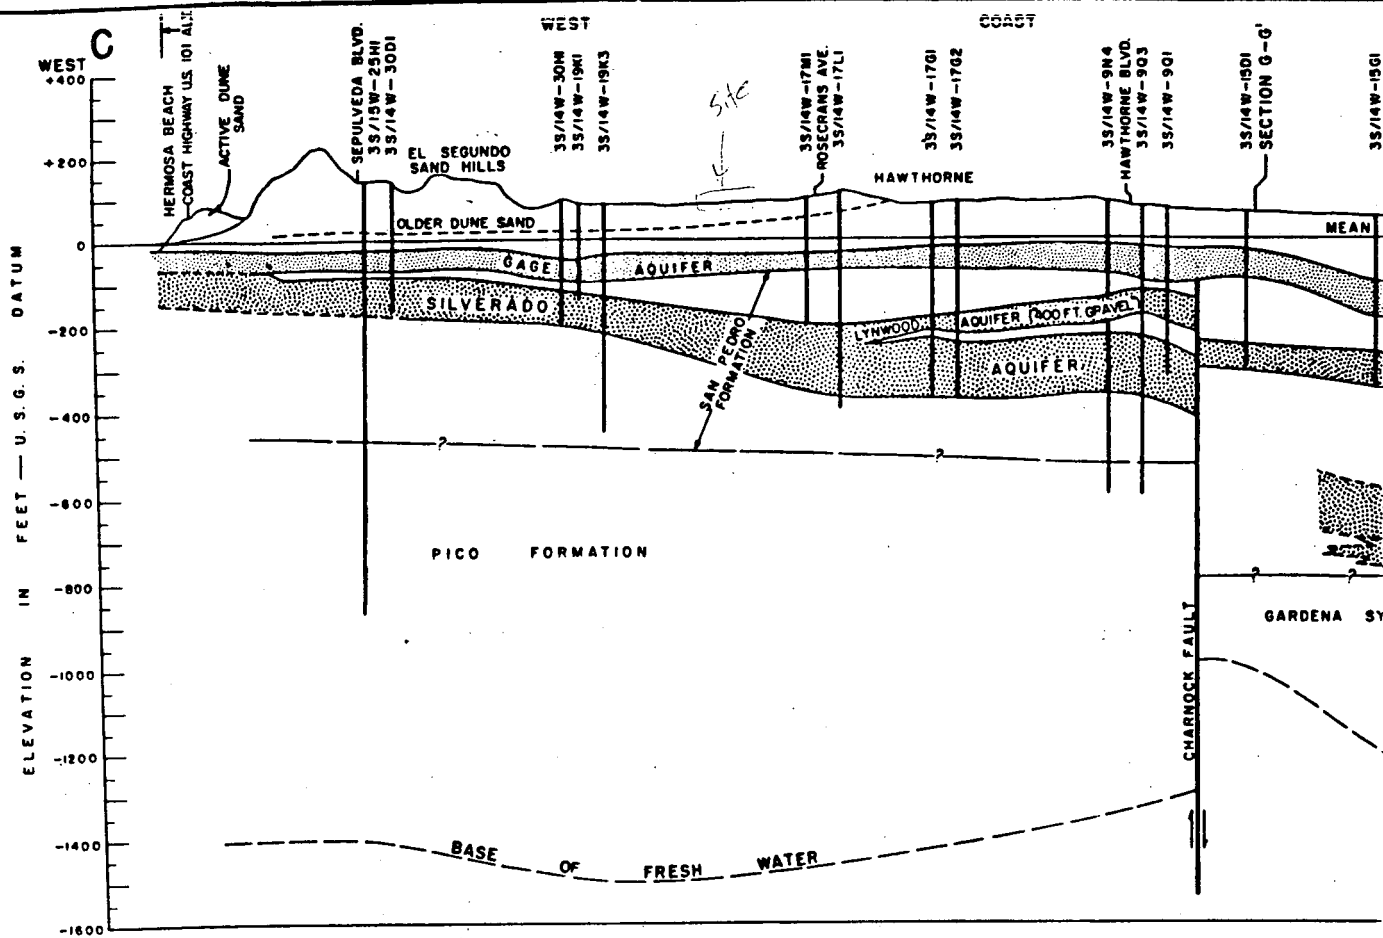 WEST COAST
C
WEST
HERMOSA BEACH
COAST HIGHWAY U.S. 101 ALT.
ACTIVE DUNE
SAND
SEPULVEDA BLVD.
3S/15W-25H1
3S/14W-30D1
EL SEGUNDO
SAND HILLS
3S/14W-30H1
3S/14W-19K1
3S/14W-19K3
Site
3S/14W-17M1
ROSECRANS AVE.
3S/14W-17L1
HAWTHORNE
3S/14W-17G1
3S/14W-17G2
3S/14W-9N4
HAWTHORNE BLVD.
3S/14W-9Q3
3S/14W-9Q1
3S/14W-15D1
SECTION G-G'
3S/14W-15G1
+400
+200
0
-200
-400
-600
-800
-1000
-1200
-1400
-1600
ELEVATION IN FEET — U.S.G.S. DATUM
OLDER DUNE SAND
MEAN
GAGE AQUIFER
SILVERADO
SAN PEDRO
FORMATION
LYNWOOD AQUIFER (400 FT. GRAVEL)
AQUIFER
? ?
PICO FORMATION
? ?
GARDENA SY
CHARNOCK FAULT
BASE OF FRESH WATER